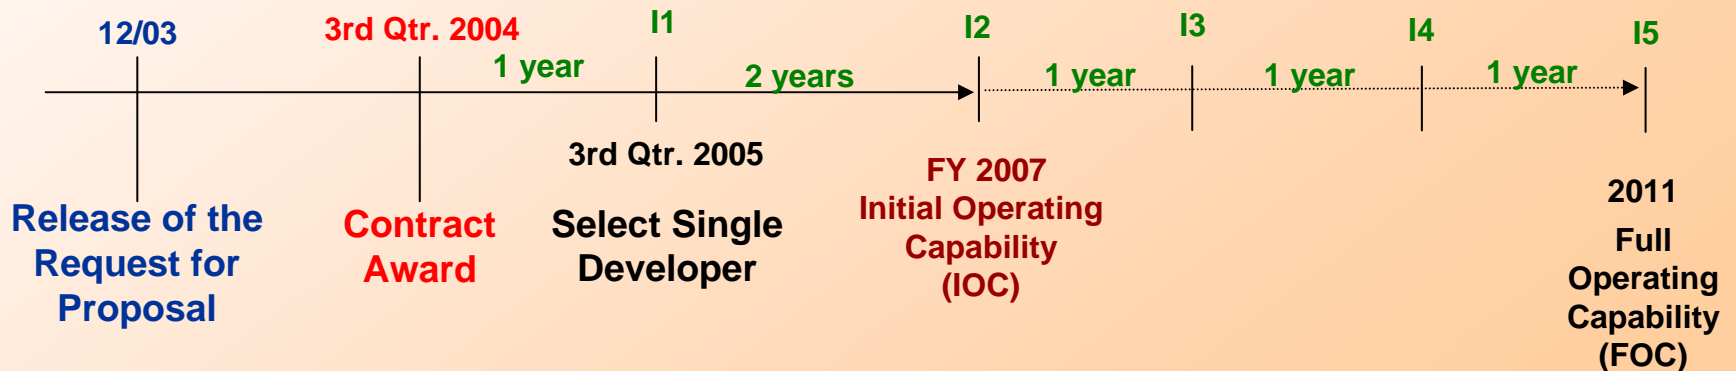 12/03
3rd Qtr. 2004
I1
I2
I3
I4
I5
1 year
2 years
1 year
1 year
1 year
Release of the
Request for
Proposal
Contract
Award
3rd Qtr. 2005
Select Single
Developer
FY 2007
Initial Operating
Capability
(IOC)
2011
Full
Operating
Capability
(FOC)